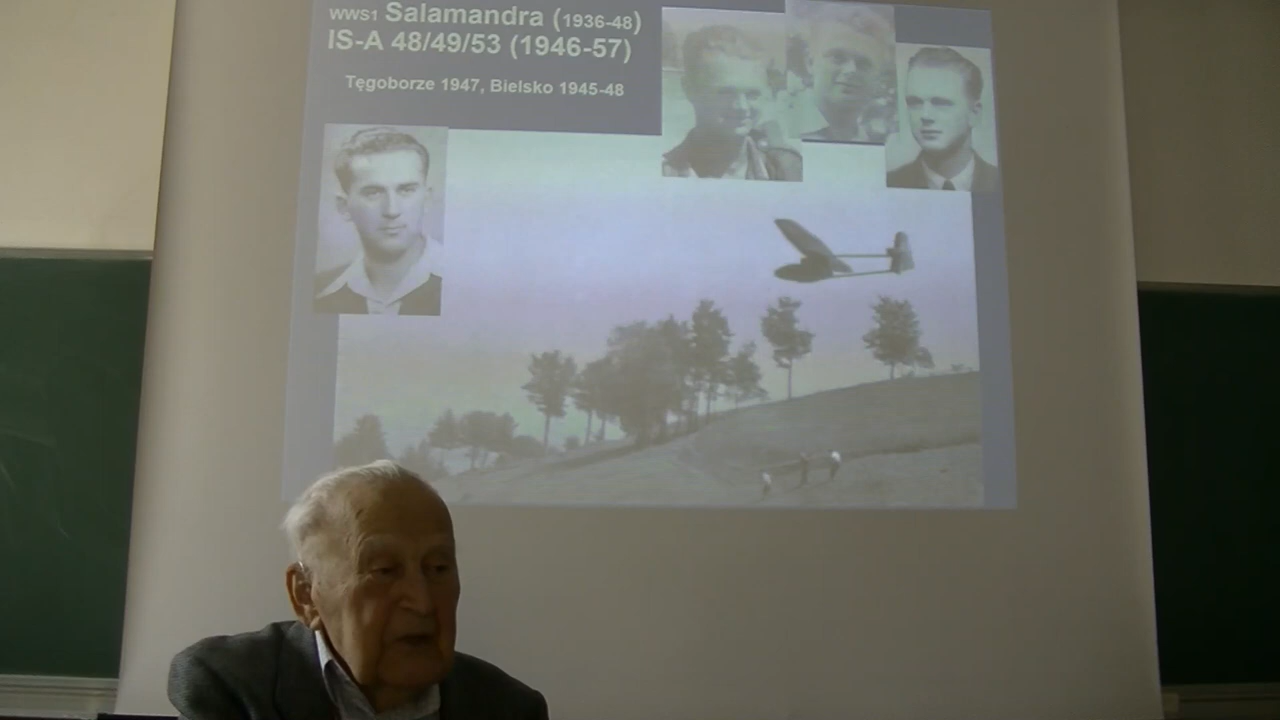 WWS1 Salamandra (1936-48)
IS-A 48/49/53 (1946-57)
Tęgoborze 1947, Bielsko 1945-48